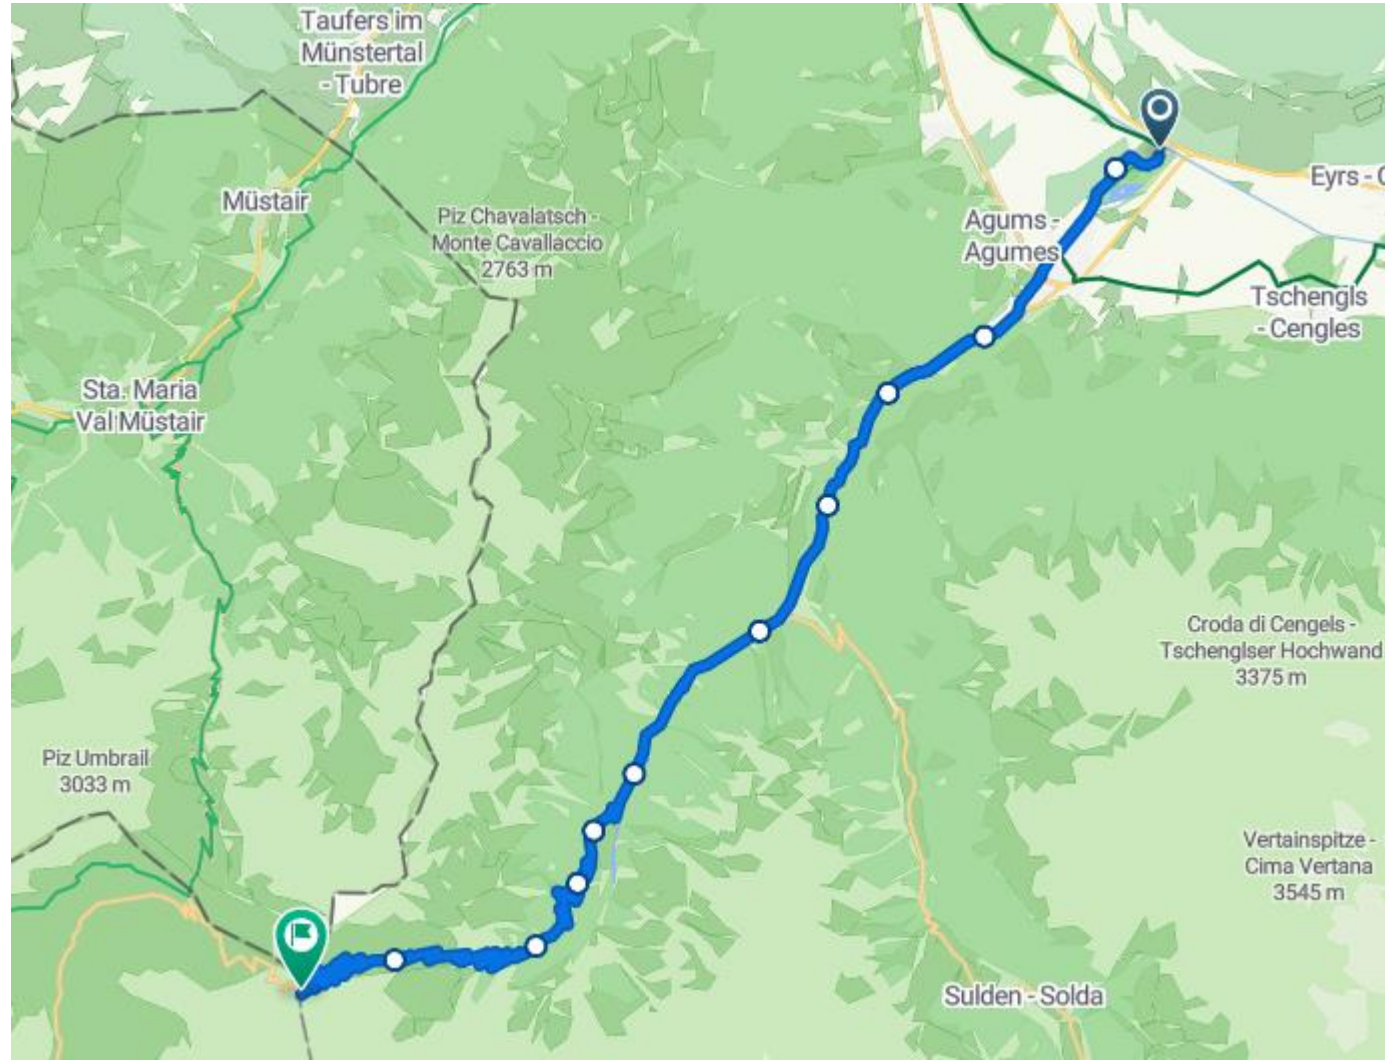 Taufers im
Münstertal
- Tubre
Müstair
Piz Chavalatsch -
Monte Cavallaccio
2763 m
Agums -
Agumes
Eyrs -
Tschengls
- Cengles
Sta. Maria
Val Müstair
Croda di Cengels -
Tschenglser Hochwand
3375 m
Piz Umbrail
3033 m
Vertainspitze -
Cima Vertana
3545 m
Sulden - Solda